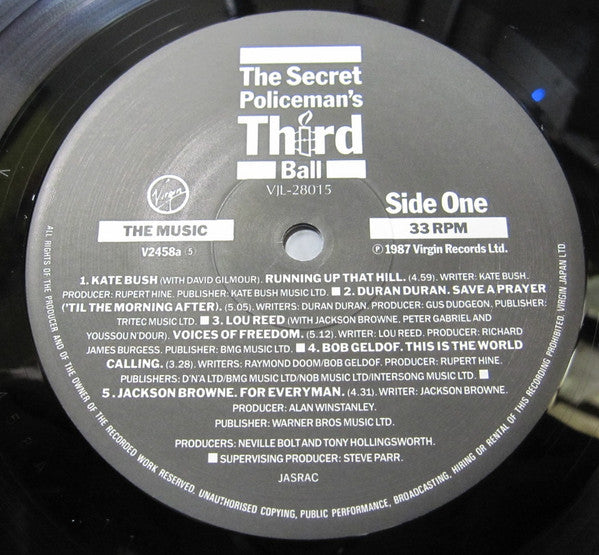 The Secret
Policeman's
Third
Ball
VJL-28015
Virgin
Side One
THE MUSIC
33 RPM
V2458a 5
℗ 1987 Virgin Records Ltd.
1. KATE BUSH (WITH DAVID GILMOUR). RUNNING UP THAT HILL. (4.59). WRITER: KATE BUSH.
PRODUCER: RUPERT HINE. PUBLISHER: KATE BUSH MUSIC LTD. ■ 2. DURAN DURAN. SAVE A PRAYER
('TIL THE MORNING AFTER). (5.05). WRITERS: DURAN DURAN. PRODUCER: GUS DUDGEON. PUBLISHER:
TRITEC MUSIC LTD. ■ 3. LOU REED (WITH JACKSON BROWNE. PETER GABRIEL AND
YOUSSOU N'DOUR). VOICES OF FREEDOM. (5.12). WRITER: LOU REED. PRODUCER: RICHARD
JAMES BURGESS. PUBLISHER: BMG MUSIC LTD. ■ 4. BOB GELDOF. THIS IS THE WORLD
CALLING. (3.28). WRITERS: RAYMOND DOOM/BOB GELDOF. PRODUCER: RUPERT HINE.
PUBLISHERS: D'N'A LTD/BMG MUSIC LTD/NOB MUSIC LTD/INTERSONG MUSIC LTD. ■
5. JACKSON BROWNE. FOR EVERYMAN. (4.31). WRITER: JACKSON BROWNE.
PRODUCER: ALAN WINSTANLEY.
PUBLISHER: WARNER BROS MUSIC LTD.
PRODUCERS: NEVILLE BOLT AND TONY HOLLINGSWORTH.
■ SUPERVISING PRODUCER: STEVE PARR.
JASRAC
ALL RIGHTS OF THE PRODUCER AND OF THE OWNER OF THE RECORDED WORK RESERVED. UNAUTHORISED COPYING, PUBLIC PERFORMANCE, BROADCASTING, HIRING OR RENTAL OF THIS RECORDING PROHIBITED. VIRGIN JAPAN LTD.